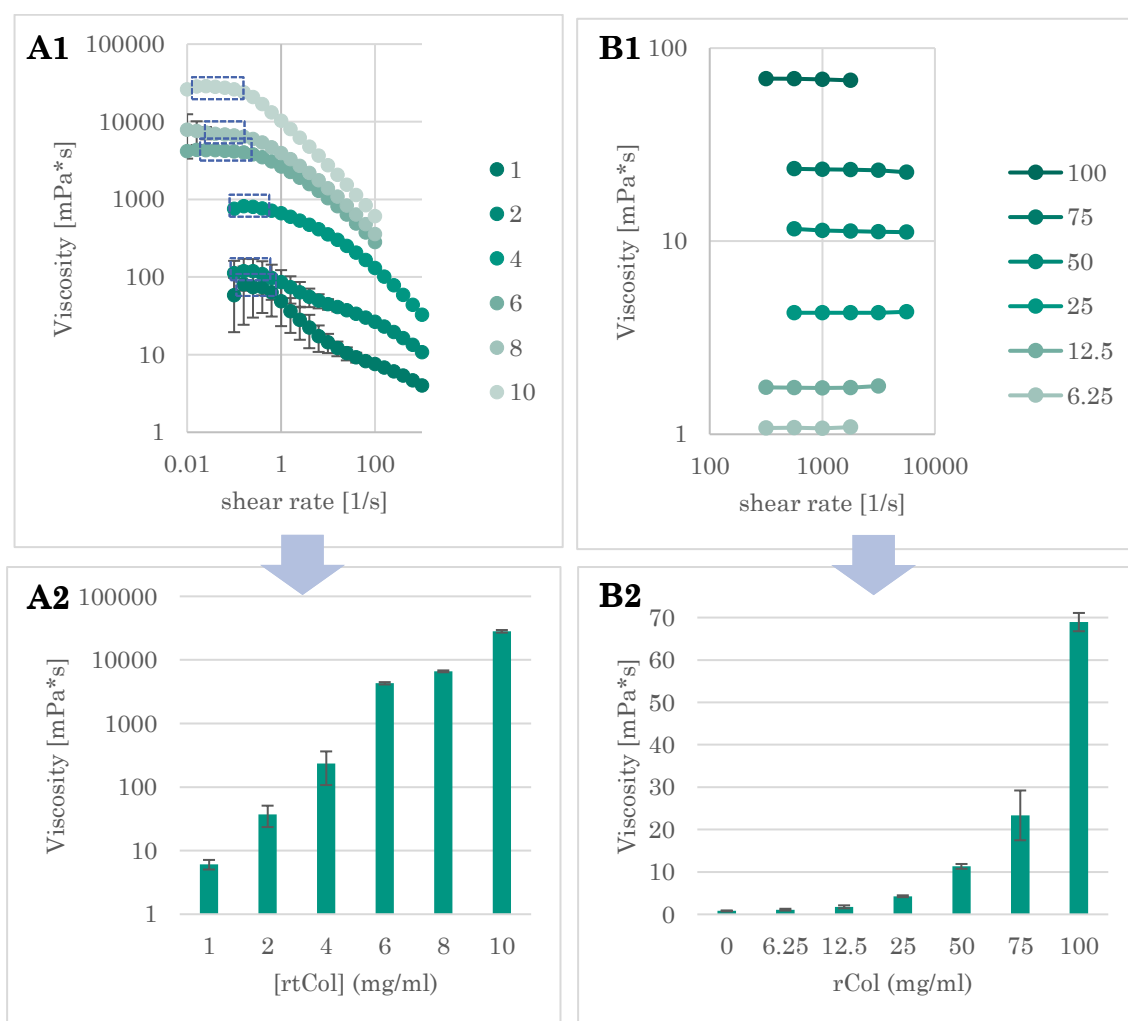 A1
100000
10000
1000
100
10
1
Viscosity [mPa*s]
0.01 1 100
shear rate [1/s]
1
2
4
6
8
10
B1
100
10
1
Viscosity [mPa*s]
100 1000 10000
shear rate [1/s]
100
75
50
25
12.5
6.25
A2
100000
10000
1000
100
10
1
Viscosity [mPa*s]
1 2 4 6 8 10
[rtCol] (mg/ml)
B2
70
60
50
40
30
20
10
0
Viscosity [mPa*s]
0 6.25 12.5 25 50 75 100
rCol (mg/ml)